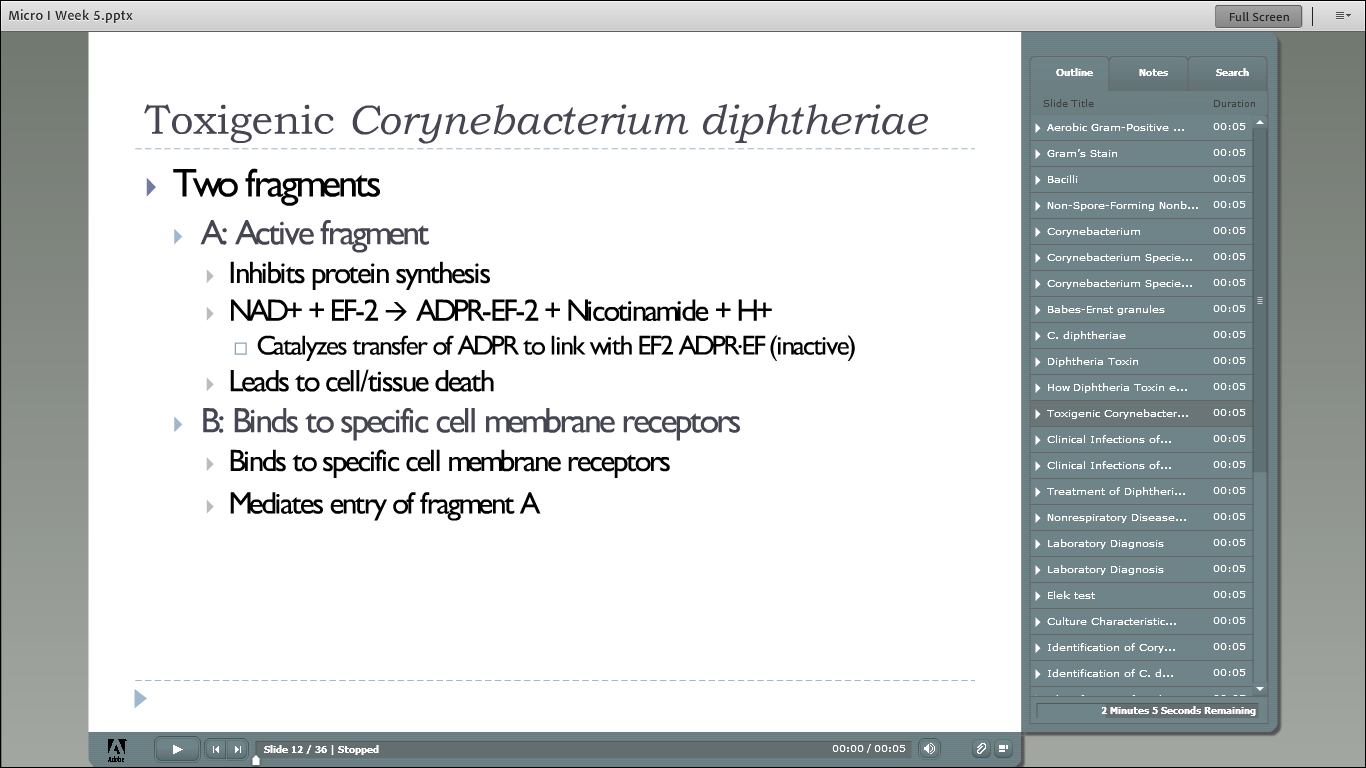 Micro I Week 5.pptx
Full Screen
Toxigenic Corynebacterium diphtheriae
Two fragments
A: Active fragment
Inhibits protein synthesis
NAD+ + EF-2 → ADPR-EF-2 + Nicotinamide + H+
Catalyzes transfer of ADPR to link with EF2 ADPR·EF (inactive)
Leads to cell/tissue death
B: Binds to specific cell membrane receptors
Binds to specific cell membrane receptors
Mediates entry of fragment A
Outline Notes Search
Slide Title Duration
Aerobic Gram-Positive ... 00:05
Gram's Stain 00:05
Bacilli 00:05
Non-Spore-Forming Nonb... 00:05
Corynebacterium 00:05
Corynebacterium Specie... 00:05
Corynebacterium Specie... 00:05
Babes-Ernst granules 00:05
C. diphtheriae 00:05
Diphtheria Toxin 00:05
How Diphtheria Toxin e... 00:05
Toxigenic Corynebacter... 00:05
Clinical Infections of... 00:05
Clinical Infections of... 00:05
Treatment of Diphtheri... 00:05
Nonrespiratory Disease... 00:05
Laboratory Diagnosis 00:05
Laboratory Diagnosis 00:05
Elek test 00:05
Culture Characteristic... 00:05
Identification of Cory... 00:05
Identification of C. d... 00:05
2 Minutes 5 Seconds Remaining
Adobe
Slide 12 / 36 | Stopped 00:00 / 00:05